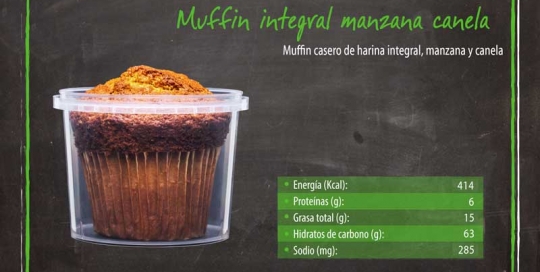 Muffin integral manzana canela
Muffin casero de harina integral, manzana y canela
• Energía (Kcal): 414
• Proteínas (g): 6
• Grasa total (g): 15
• Hidratos de carbono (g): 63
• Sodio (mg): 285